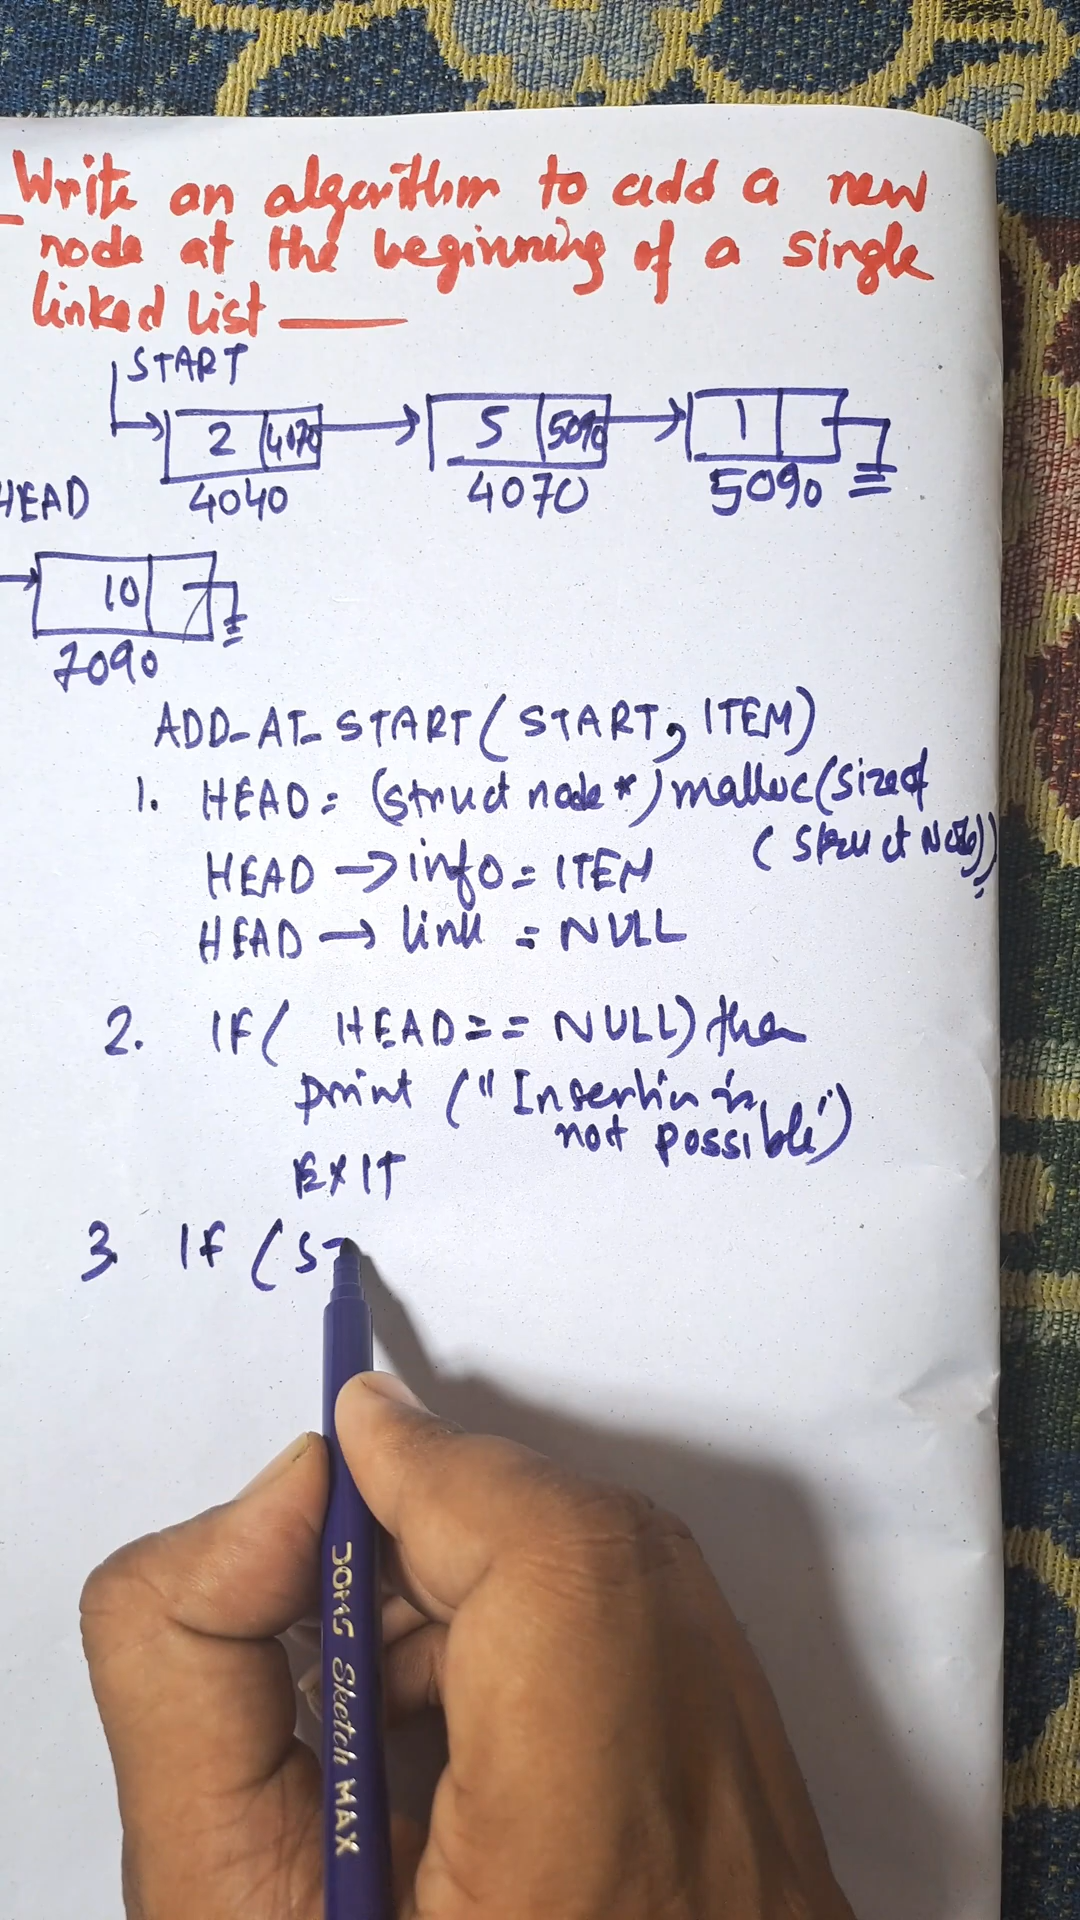 Write an algorithm to add a new
node at the beginning of a single
linked list
START
2 4070
5 5090
1
HEAD
4040
4070
5090
10
7090
ADD-AT-START(START, ITEM)
1. HEAD = (struct node*)malloc(sizeof
(struct Node))
HEAD → info = ITEM
HEAD → link = NULL
2. IF( HEAD == NULL) then
print ("Insertion is
not possible")
EXIT
3 If (ST
DOMS Sketch MAX